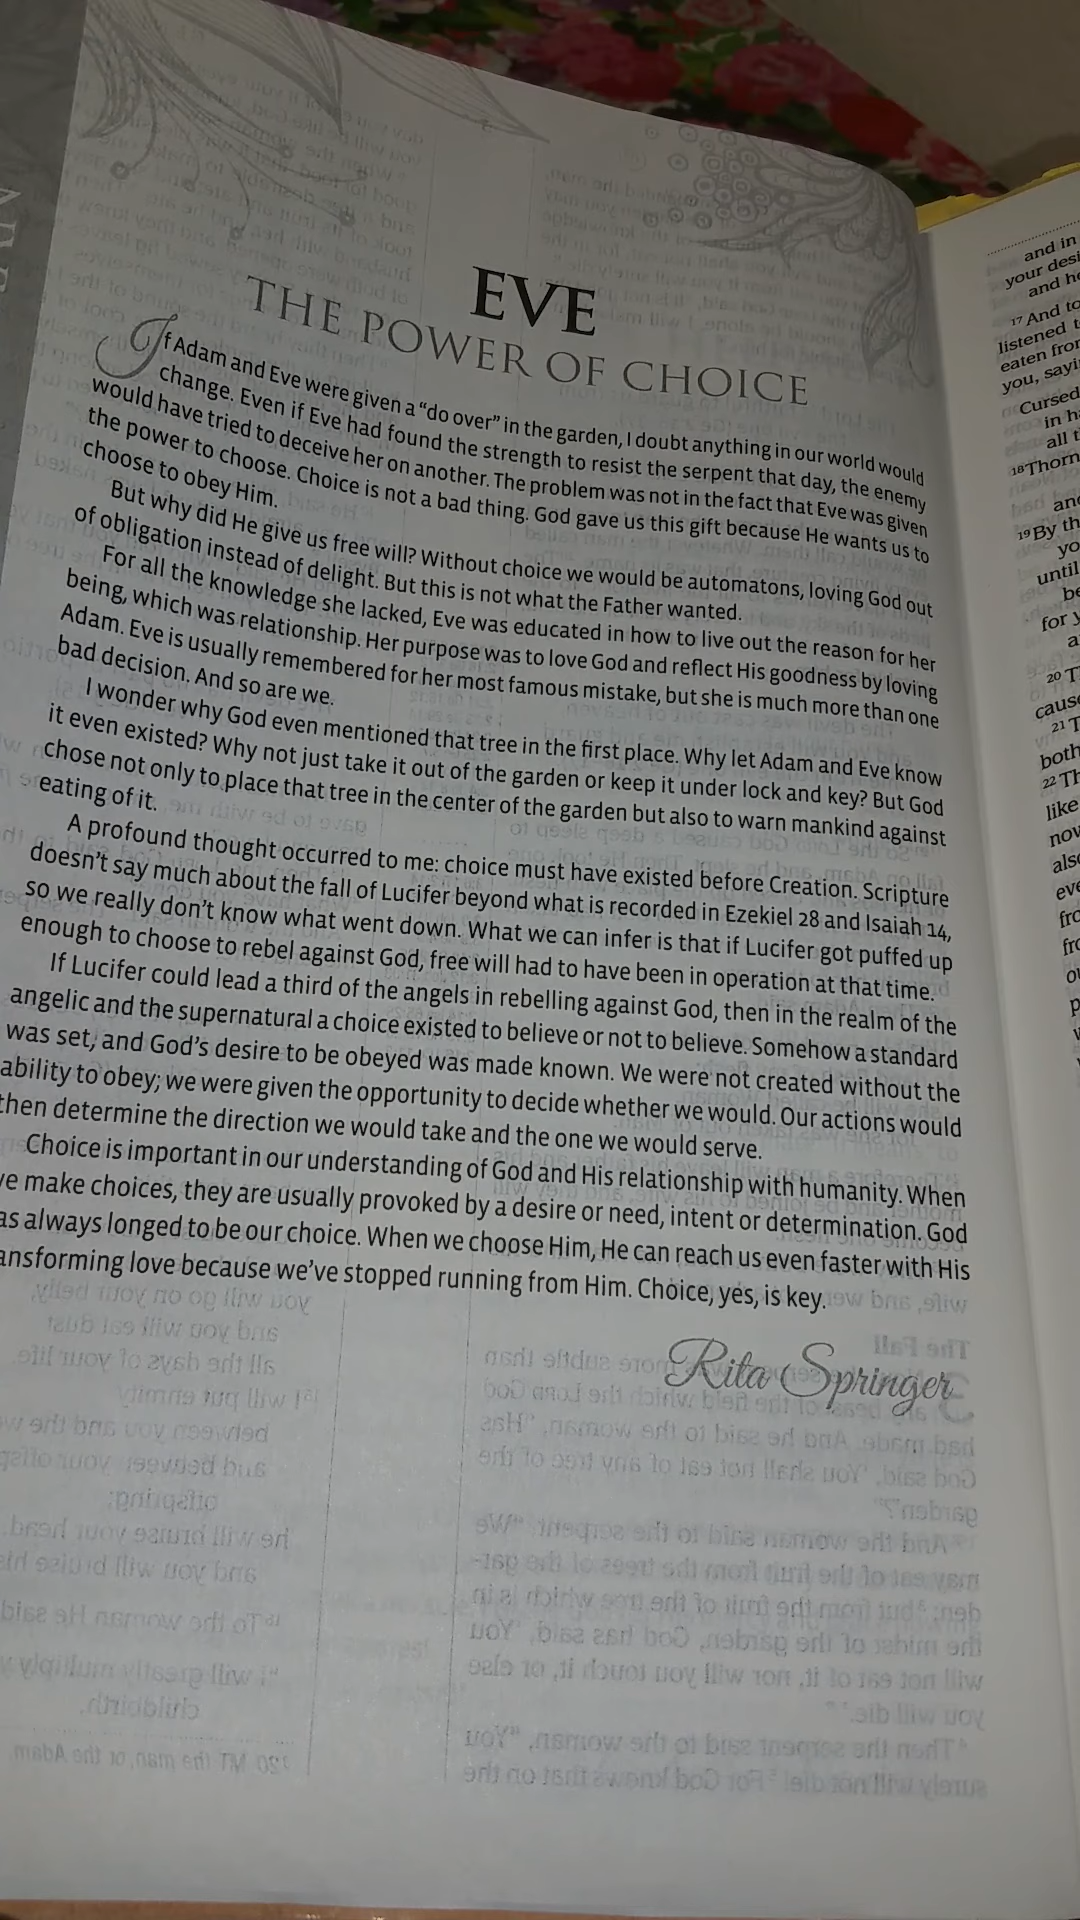 EVE
THE POWER OF CHOICE
If Adam and Eve were given a “do over” in the garden, I doubt anything in our world would
change. Even if Eve had found the strength to resist the serpent that day, the enemy
would have tried to deceive her on another. The problem was not in the fact that Eve was given
the power to choose. Choice is not a bad thing. God gave us this gift because He wants us to
choose to obey Him.
But why did He give us free will? Without choice we would be automatons, loving God out
of obligation instead of delight. But this is not what the Father wanted.
For all the knowledge she lacked, Eve was educated in how to live out the reason for her
being, which was relationship. Her purpose was to love God and reflect His goodness by loving
Adam. Eve is usually remembered for her most famous mistake, but she is much more than one
bad decision. And so are we.
I wonder why God even mentioned that tree in the first place. Why let Adam and Eve know
it even existed? Why not just take it out of the garden or keep it under lock and key? But God
chose not only to place that tree in the center of the garden but also to warn mankind against
eating of it.
A profound thought occurred to me: choice must have existed before Creation. Scripture
doesn’t say much about the fall of Lucifer beyond what is recorded in Ezekiel 28 and Isaiah 14,
so we really don’t know what went down. What we can infer is that if Lucifer got puffed up
enough to choose to rebel against God, free will had to have been in operation at that time.
If Lucifer could lead a third of the angels in rebelling against God, then in the realm of the
angelic and the supernatural a choice existed to believe or not to believe. Somehow a standard
was set, and God’s desire to be obeyed was made known. We were not created without the
ability to obey; we were given the opportunity to decide whether we would. Our actions would
then determine the direction we would take and the one we would serve.
Choice is important in our understanding of God and His relationship with humanity. When
ve make choices, they are usually provoked by a desire or need, intent or determination. God
as always longed to be our choice. When we choose Him, He can reach us even faster with His
ansforming love because we’ve stopped running from Him. Choice, yes, is key.
Rita Springer
and in
your desi
and he
17 And to
listened t
eaten from
you, sayi
Cursed
in h
all t
18 Thorn
and
19 By th
yo
until
be
for y
a
20 T
cause
21 T
both
22 Th
like
now
also
eve
fro
fro